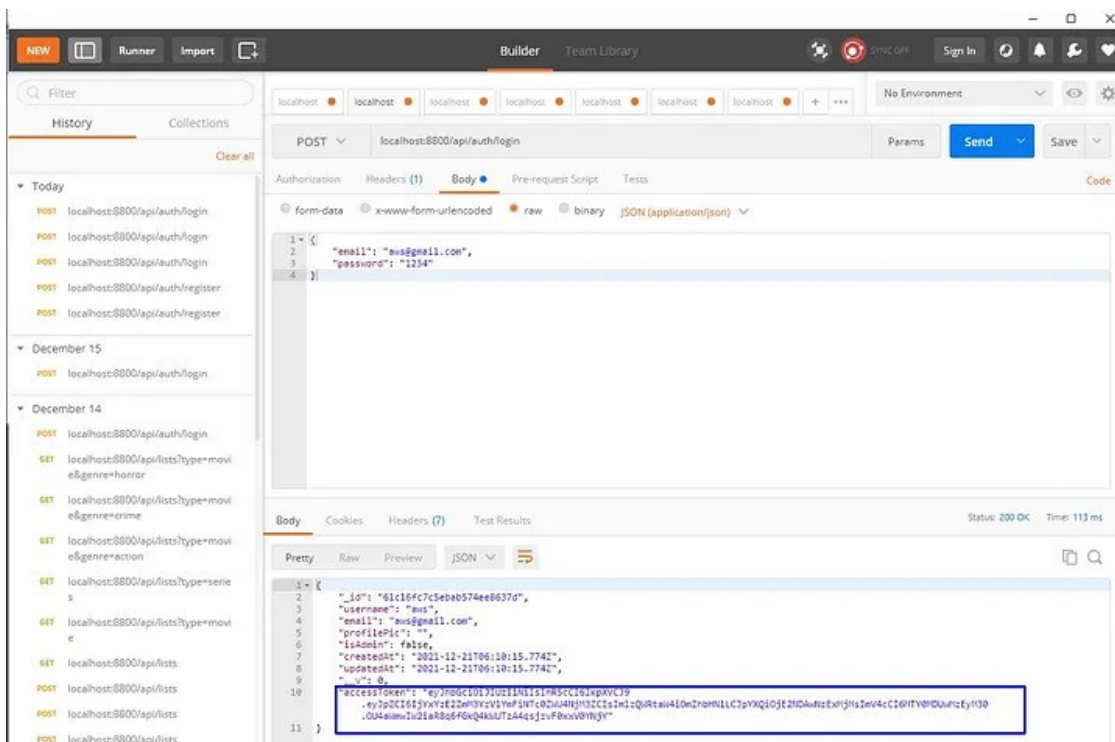 NEW Runner Import Builder Team Library SYNC OFF Sign In
Filter
History Collections
Clear all
Today
POST localhost:8800/api/auth/login
POST localhost:8800/api/auth/login
POST localhost:8800/api/auth/login
POST localhost:8800/api/auth/register
POST localhost:8800/api/auth/register
December 15
POST localhost:8800/api/auth/login
December 14
POST localhost:8800/api/auth/login
GET localhost:8800/api/lists?type=movi
e&genre=horror
GET localhost:8800/api/lists?type=movi
e&genre=crime
GET localhost:8800/api/lists?type=movi
e&genre=action
GET localhost:8800/api/lists?type=serie
s
GET localhost:8800/api/lists?type=movi
e
GET localhost:8800/api/lists
POST localhost:8800/api/lists
POST localhost:8800/api/lists
POST localhost:8800/api/lists
localhost localhost localhost localhost localhost localhost localhost + ••• No Environment
POST localhost:8800/api/auth/login Params Send Save
Authorization Headers (1) Body Pre-request Script Tests Code
form-data x-www-form-urlencoded raw binary JSON (application/json)
1 {
2 "email": "aws@gmail.com",
3 "password": "1234"
4 }
Body Cookies Headers (7) Test Results Status: 200 OK Time: 113 ms
Pretty Raw Preview JSON
1 {
2 "_id": "61c16fc7c5ebab574ee8637d",
3 "username": "aws",
4 "email": "aws@gmail.com",
5 "profilePic": "",
6 "isAdmin": false,
7 "createdAt": "2021-12-21T06:10:15.774Z",
8 "updatedAt": "2021-12-21T06:10:15.774Z",
9 "__v": 0,
10 "accessToken":
11 }